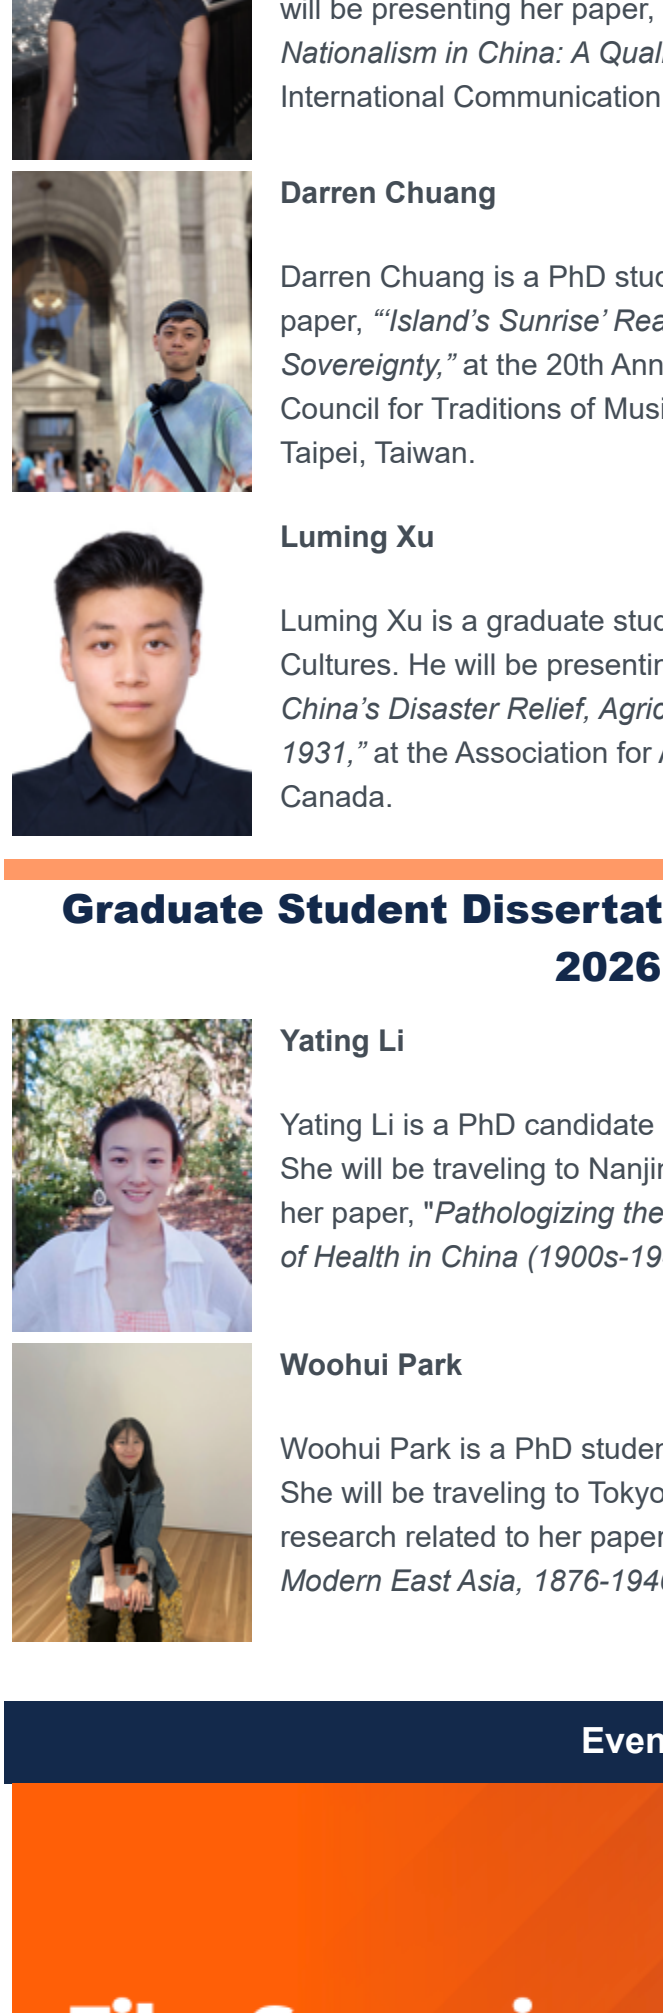 will be presenting her paper,
Nationalism in China: A Quali
International Communication
Darren Chuang
Darren Chuang is a PhD stud
paper, “‘Island’s Sunrise’ Rea
Sovereignty,” at the 20th Ann
Council for Traditions of Musi
Taipei, Taiwan.
Luming Xu
Luming Xu is a graduate stud
Cultures. He will be presentin
China’s Disaster Relief, Agric
1931,” at the Association for A
Canada.
Graduate Student Dissertat
2026
Yating Li
Yating Li is a PhD candidate
She will be traveling to Nanjin
her paper, "Pathologizing the
of Health in China (1900s-19
Woohui Park
Woohui Park is a PhD studen
She will be traveling to Tokyo
research related to her paper
Modern East Asia, 1876-1940
Even